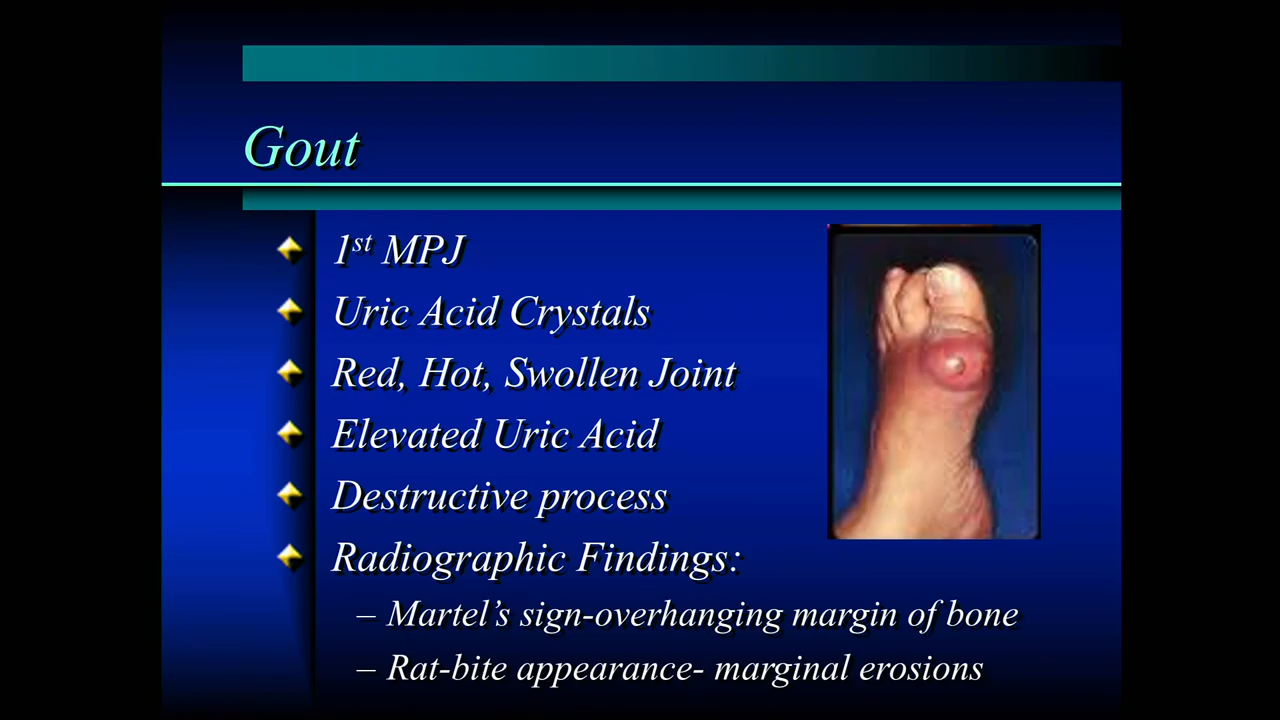 Gout
1st MPJ
Uric Acid Crystals
Red, Hot, Swollen Joint
Elevated Uric Acid
Destructive process
Radiographic Findings:
– Martel’s sign-overhanging margin of bone
– Rat-bite appearance- marginal erosions